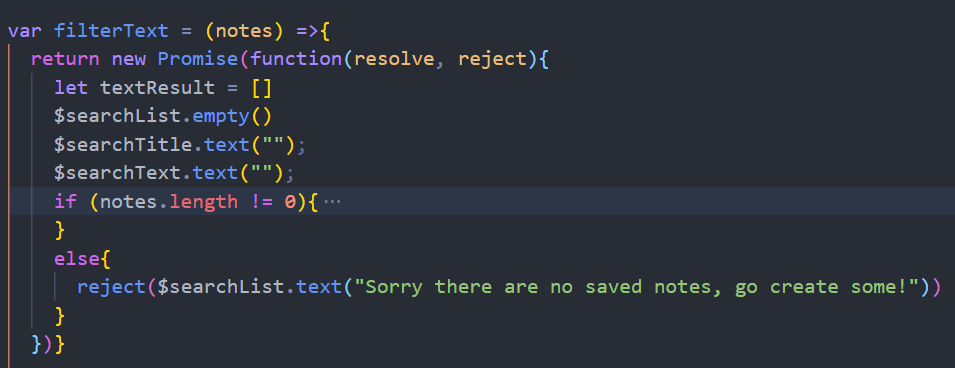 var filterText = (notes) =>{
return new Promise(function(resolve, reject){
let textResult = []
$searchList.empty()
$searchTitle.text("");
$searchText.text("");
if (notes.length != 0){ ···
}
else{
reject($searchList.text("Sorry there are no saved notes, go create some!"))
}
})}